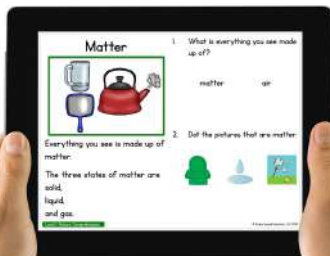 Matter
Everything you see is made up of
matter.
The three states of matter are
solid,
liquid,
and gas.
1. What is everything you see made
up of?
matter air
2. Dot the pictures that are matter